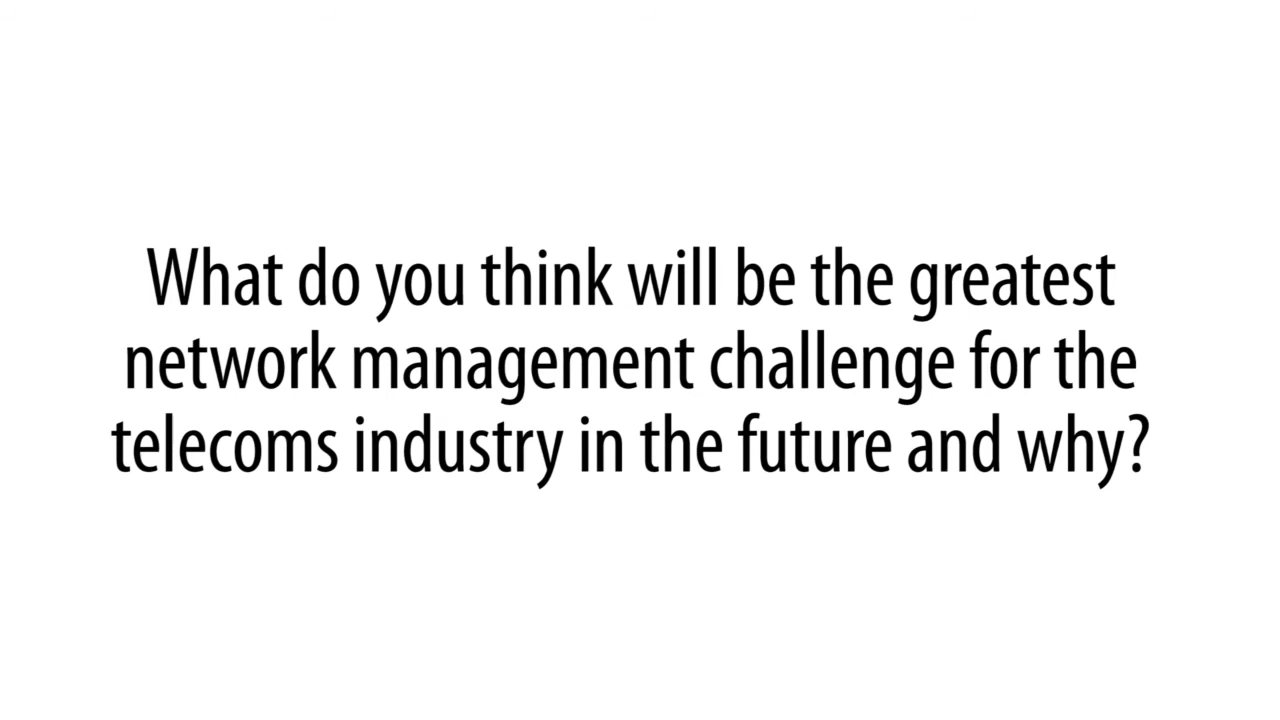 What do you think will be the greatest
network management challenge for the
telecoms industry in the future and why?